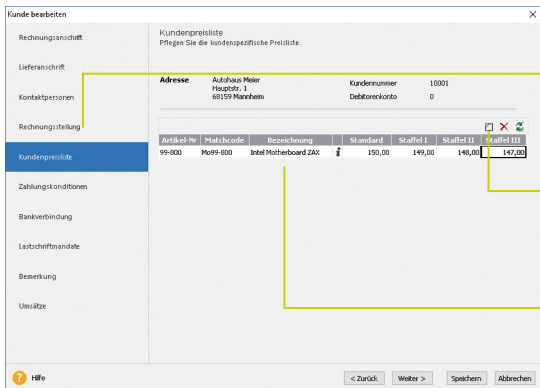 Kunde bearbeiten
Rechnungsanschrift
Lieferanschrift
Kontaktpersonen
Rechnungsstellung
Kundenpreisliste
Zahlungskonditionen
Bankverbindung
Lastschriftmandate
Bemerkung
Umsätze
Kundenpreisliste
Pflegen Sie die kundenspezifische Preisliste.
Adresse Autohaus Meier Kundennummer 10001
Hauptstr. 1
68159 Mannheim Debitorenkonto 0
Artikel-Nr Matchcode Bezeichnung Standard Staffel I Staffel II Staffel III
99-800 Mo99-800 Intel Motherboard ZAX i 150,00 149,00 148,00 147,00
? Hilfe < Zurück Weiter > Speichern Abbrechen